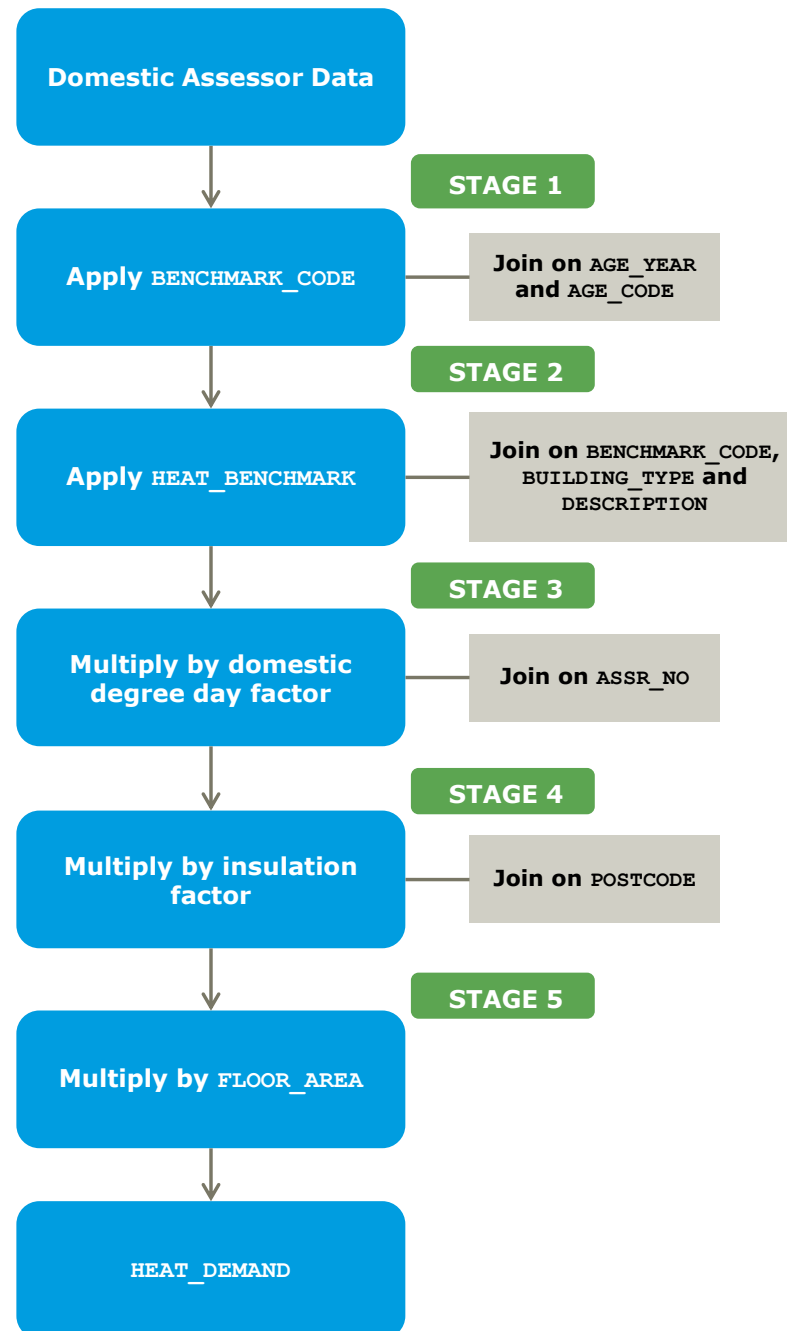 Domestic Assessor Data
STAGE 1
Apply BENCHMARK_CODE
Join on AGE_YEAR
and AGE_CODE
STAGE 2
Apply HEAT_BENCHMARK
Join on BENCHMARK_CODE,
BUILDING_TYPE and
DESCRIPTION
STAGE 3
Multiply by domestic
degree day factor
Join on ASSR_NO
STAGE 4
Multiply by insulation
factor
Join on POSTCODE
STAGE 5
Multiply by FLOOR_AREA
HEAT_DEMAND